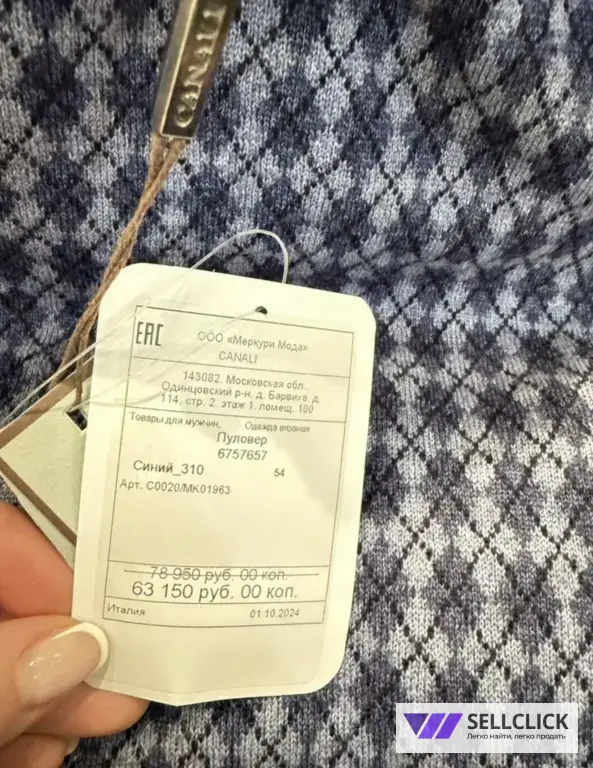 CANALI
EAC
ООО «Меркури Мода»
CANALI
143082, Московская обл.,
Одинцовский р-н, д. Барвиха, д.
114, стр. 2, этаж 1, помещ. 100
Товары для мужчин, Одежда вязаная
Пуловер
6757657
Синий_310 54
Арт. C0020/MK01963
78 950 руб. 00 коп.
63 150 руб. 00 коп.
Италия 01.10.2024
SELLCLICK
Легко найти, легко продать